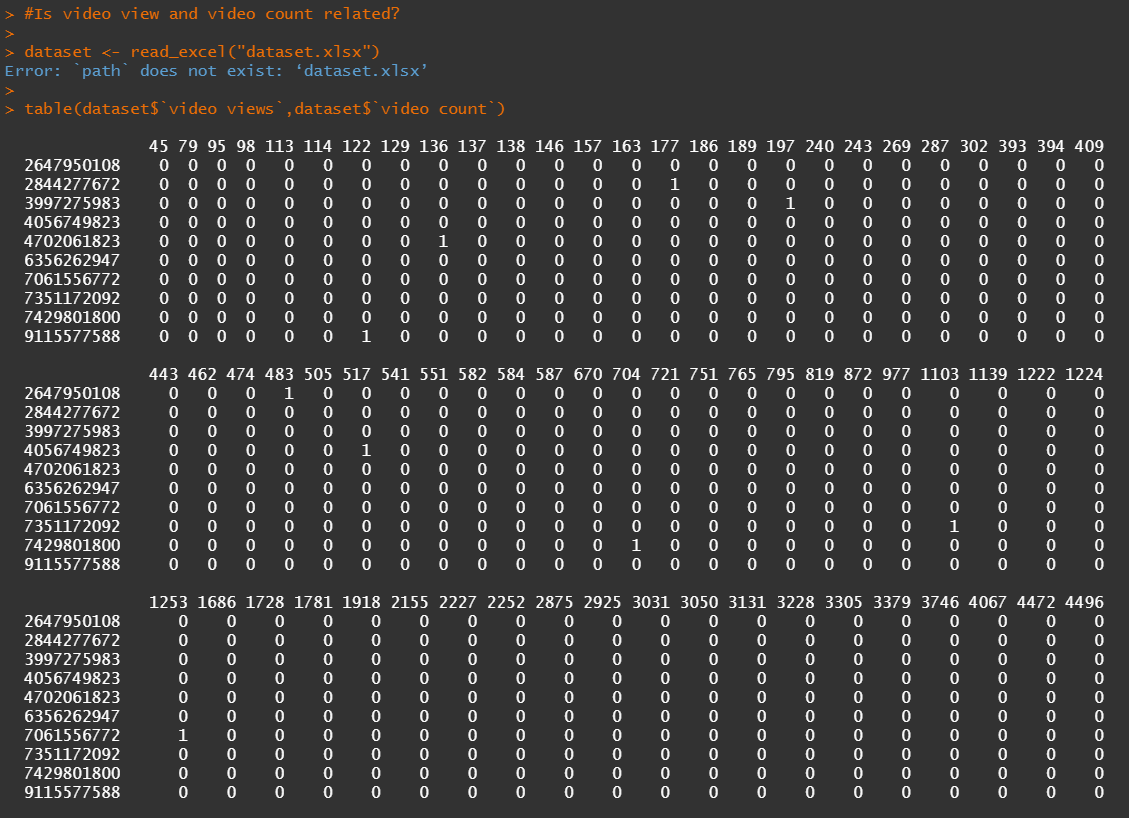 > #Is video view and video count related?
>
> dataset <- read_excel("dataset.xlsx")
Error: `path` does not exist: ‘dataset.xlsx’
>
> table(dataset$`video views`,dataset$`video count`)
45 79 95 98 113 114 122 129 136 137 138 146 157 163 177 186 189 197 240 243 269 287 302 393 394 409
2647950108 0 0 0 0 0 0 0 0 0 0 0 0 0 0 0 0 0 0 0 0 0 0 0 0 0 0
2844277672 0 0 0 0 0 0 0 0 0 0 0 0 0 0 1 0 0 0 0 0 0 0 0 0 0 0
3997275983 0 0 0 0 0 0 0 0 0 0 0 0 0 0 0 0 0 1 0 0 0 0 0 0 0 0
4056749823 0 0 0 0 0 0 0 0 0 0 0 0 0 0 0 0 0 0 0 0 0 0 0 0 0 0
4702061823 0 0 0 0 0 0 0 0 1 0 0 0 0 0 0 0 0 0 0 0 0 0 0 0 0 0
6356262947 0 0 0 0 0 0 0 0 0 0 0 0 0 0 0 0 0 0 0 0 0 0 0 0 0 0
7061556772 0 0 0 0 0 0 0 0 0 0 0 0 0 0 0 0 0 0 0 0 0 0 0 0 0 0
7351172092 0 0 0 0 0 0 0 0 0 0 0 0 0 0 0 0 0 0 0 0 0 0 0 0 0 0
7429801800 0 0 0 0 0 0 0 0 0 0 0 0 0 0 0 0 0 0 0 0 0 0 0 0 0 0
9115577588 0 0 0 0 0 0 1 0 0 0 0 0 0 0 0 0 0 0 0 0 0 0 0 0 0 0
443 462 474 483 505 517 541 551 582 584 587 670 704 721 751 765 795 819 872 977 1103 1139 1222 1224
2647950108 0 0 0 1 0 0 0 0 0 0 0 0 0 0 0 0 0 0 0 0 0 0 0 0
2844277672 0 0 0 0 0 0 0 0 0 0 0 0 0 0 0 0 0 0 0 0 0 0 0 0
3997275983 0 0 0 0 0 0 0 0 0 0 0 0 0 0 0 0 0 0 0 0 0 0 0 0
4056749823 0 0 0 0 0 1 0 0 0 0 0 0 0 0 0 0 0 0 0 0 0 0 0 0
4702061823 0 0 0 0 0 0 0 0 0 0 0 0 0 0 0 0 0 0 0 0 0 0 0 0
6356262947 0 0 0 0 0 0 0 0 0 0 0 0 0 0 0 0 0 0 0 0 0 0 0 0
7061556772 0 0 0 0 0 0 0 0 0 0 0 0 0 0 0 0 0 0 0 0 0 0 0 0
7351172092 0 0 0 0 0 0 0 0 0 0 0 0 0 0 0 0 0 0 0 0 1 0 0 0
7429801800 0 0 0 0 0 0 0 0 0 0 0 0 1 0 0 0 0 0 0 0 0 0 0 0
9115577588 0 0 0 0 0 0 0 0 0 0 0 0 0 0 0 0 0 0 0 0 0 0 0 0
1253 1686 1728 1781 1918 2155 2227 2252 2875 2925 3031 3050 3131 3228 3305 3379 3746 4067 4472 4496
2647950108 0 0 0 0 0 0 0 0 0 0 0 0 0 0 0 0 0 0 0 0
2844277672 0 0 0 0 0 0 0 0 0 0 0 0 0 0 0 0 0 0 0 0
3997275983 0 0 0 0 0 0 0 0 0 0 0 0 0 0 0 0 0 0 0 0
4056749823 0 0 0 0 0 0 0 0 0 0 0 0 0 0 0 0 0 0 0 0
4702061823 0 0 0 0 0 0 0 0 0 0 0 0 0 0 0 0 0 0 0 0
6356262947 0 0 0 0 0 0 0 0 0 0 0 0 0 0 0 0 0 0 0 0
7061556772 1 0 0 0 0 0 0 0 0 0 0 0 0 0 0 0 0 0 0 0
7351172092 0 0 0 0 0 0 0 0 0 0 0 0 0 0 0 0 0 0 0 0
7429801800 0 0 0 0 0 0 0 0 0 0 0 0 0 0 0 0 0 0 0 0
9115577588 0 0 0 0 0 0 0 0 0 0 0 0 0 0 0 0 0 0 0 0